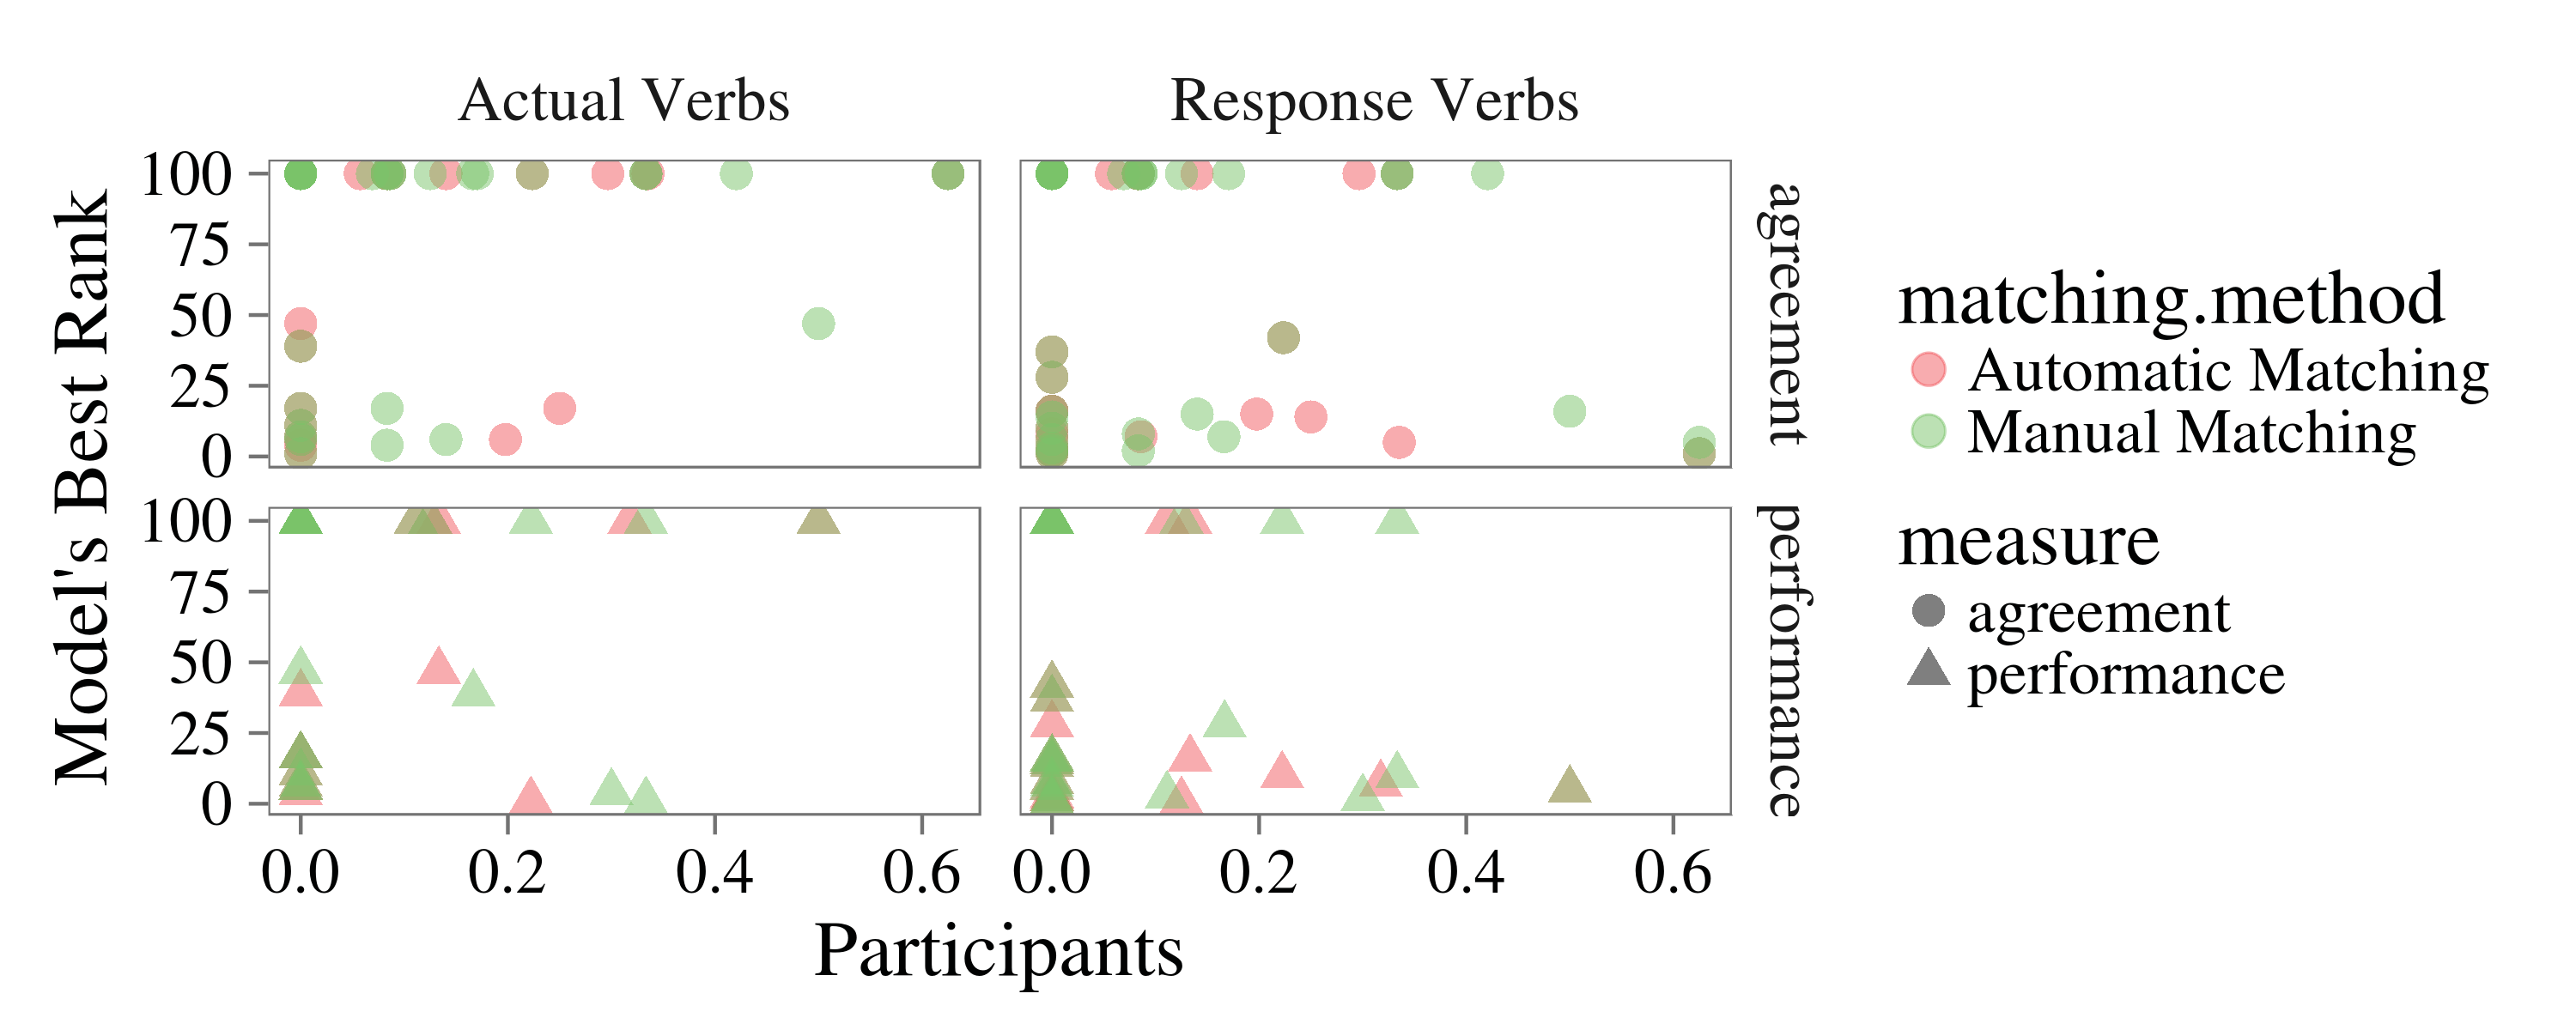 Actual Verbs
Response Verbs
Model's Best Rank
100
75
50
25
0
agreement
100
75
50
25
0
performance
0.0
0.2
0.4
0.6
0.0
0.2
0.4
0.6
Participants
matching.method
Automatic Matching
Manual Matching
measure
agreement
performance